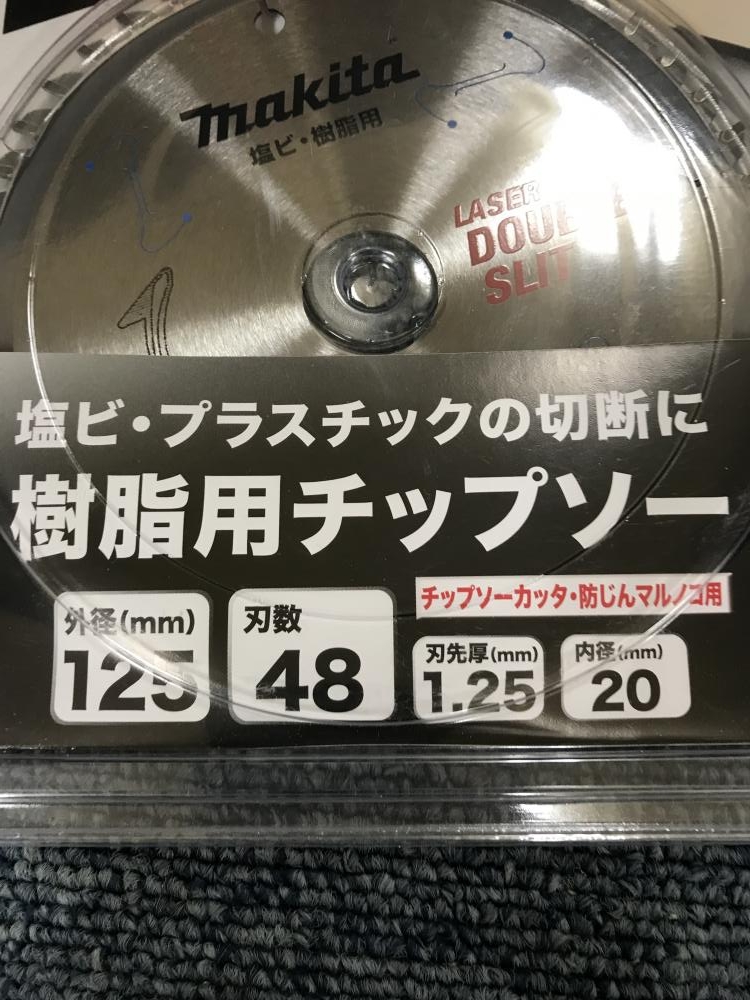 makita
塩ビ・樹脂用
LASER
DOUBLE
SLIT
塩ビ・プラスチックの切断に
樹脂用チップソー
チップソーカッタ・防じんマルノコ用
外径(mm)
125
刃数
48
刃先厚(mm)
1.25
内径(mm)
20